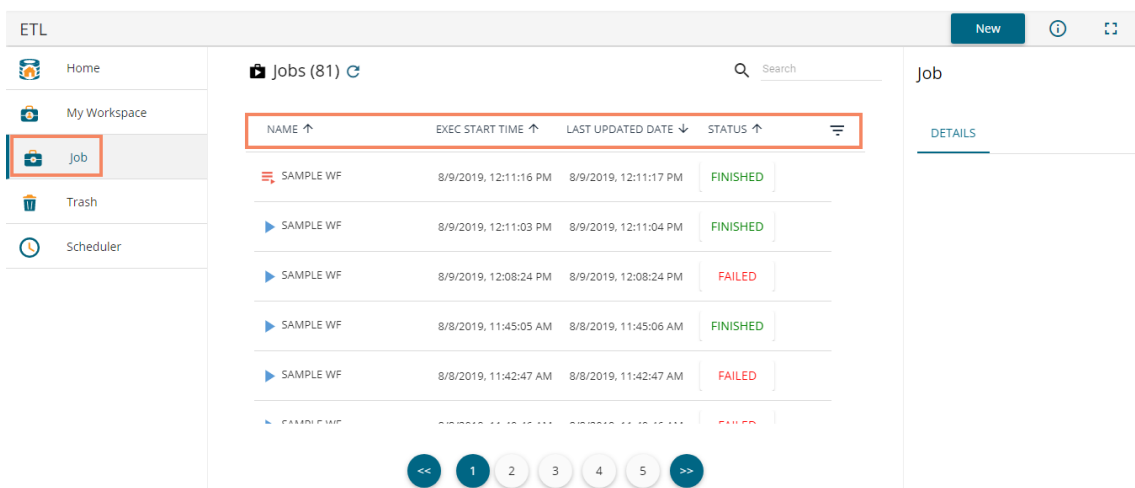 ETL
New
Home
My Workspace
Job
Trash
Scheduler
Jobs (81)
Search
NAME EXEC START TIME LAST UPDATED DATE STATUS
SAMPLE WF 8/9/2019, 12:11:16 PM 8/9/2019, 12:11:17 PM FINISHED
SAMPLE WF 8/9/2019, 12:11:03 PM 8/9/2019, 12:11:04 PM FINISHED
SAMPLE WF 8/9/2019, 12:08:24 PM 8/9/2019, 12:08:24 PM FAILED
SAMPLE WF 8/8/2019, 11:45:05 AM 8/8/2019, 11:45:06 AM FINISHED
SAMPLE WF 8/8/2019, 11:42:47 AM 8/8/2019, 11:42:47 AM FAILED
SAMPLE WF FAILED
<< 1 2 3 4 5 >>
Job
DETAILS